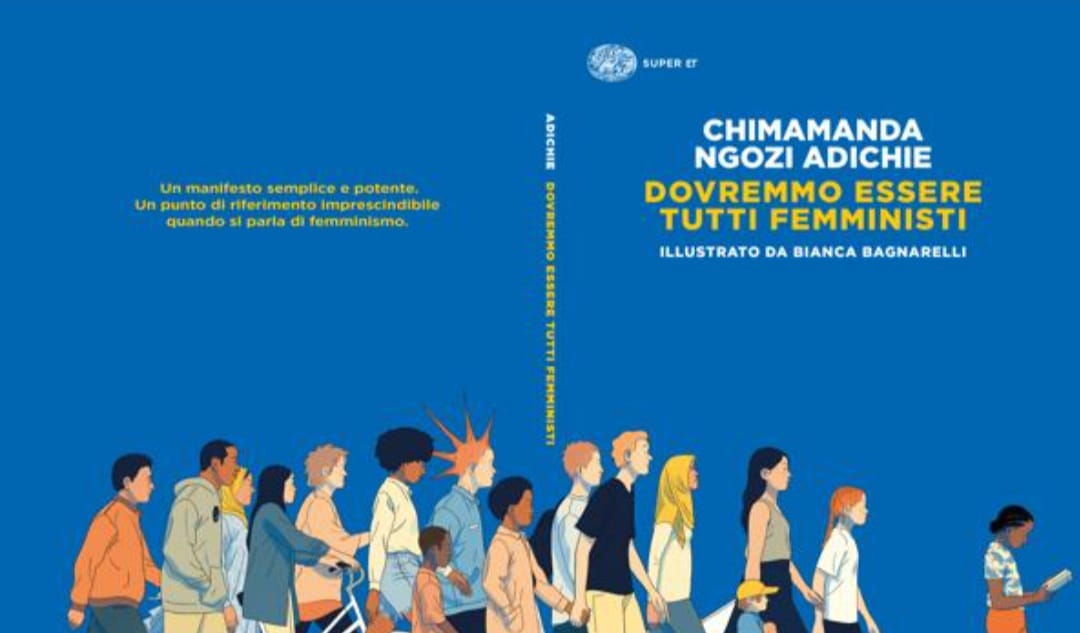 Un manifesto semplice e potente.
Un punto di riferimento imprescindibile
quando si parla di femminismo.
ADICHIE DOVREMMO ESSERE TUTTI FEMMINISTI
SUPER ET
CHIMAMANDA
NGOZI ADICHIE
DOVREMMO ESSERE
TUTTI FEMMINISTI
ILLUSTRATO DA BIANCA BAGNARELLI